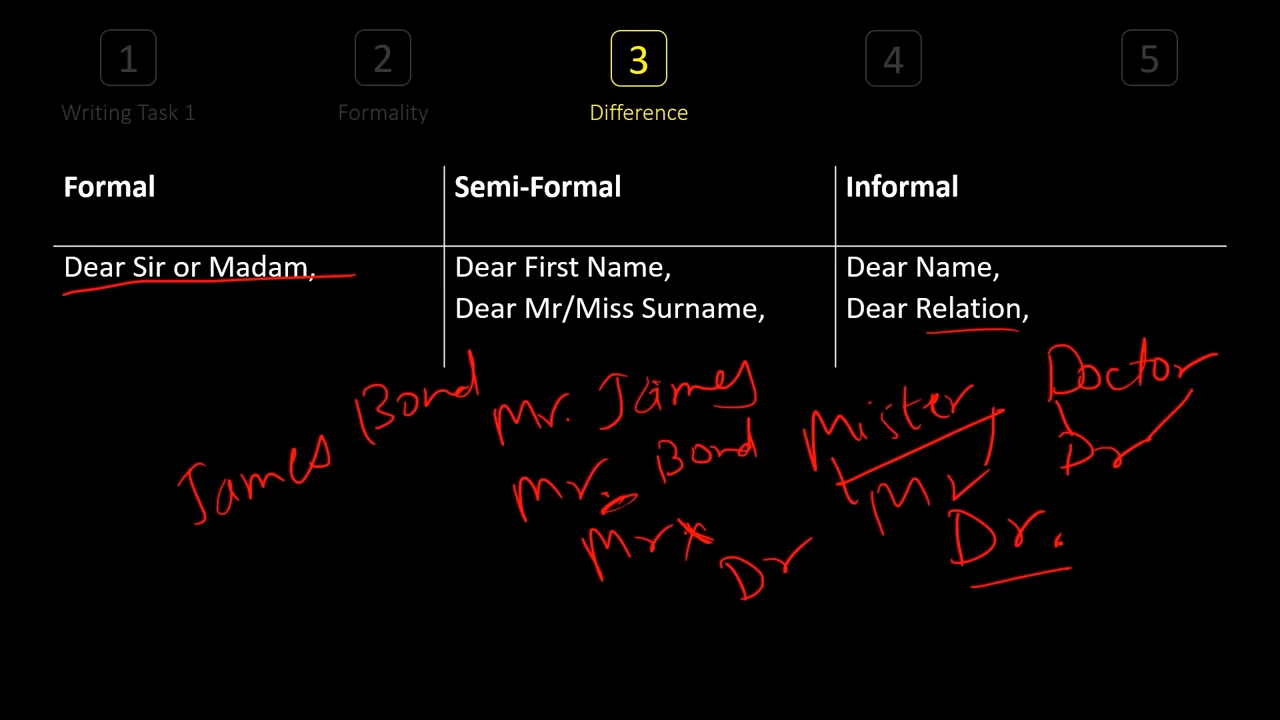 1 2 3 4 5
Writing Task 1 Formality Difference
Formal Semi-Formal Informal
Dear Sir or Madam, Dear First Name, Dear Name,
Dear Mr/Miss Surname, Dear Relation,
James Bond Mr. James Mister Doctor
Mr. Bond Mr Dr
Mr Dr Dr.